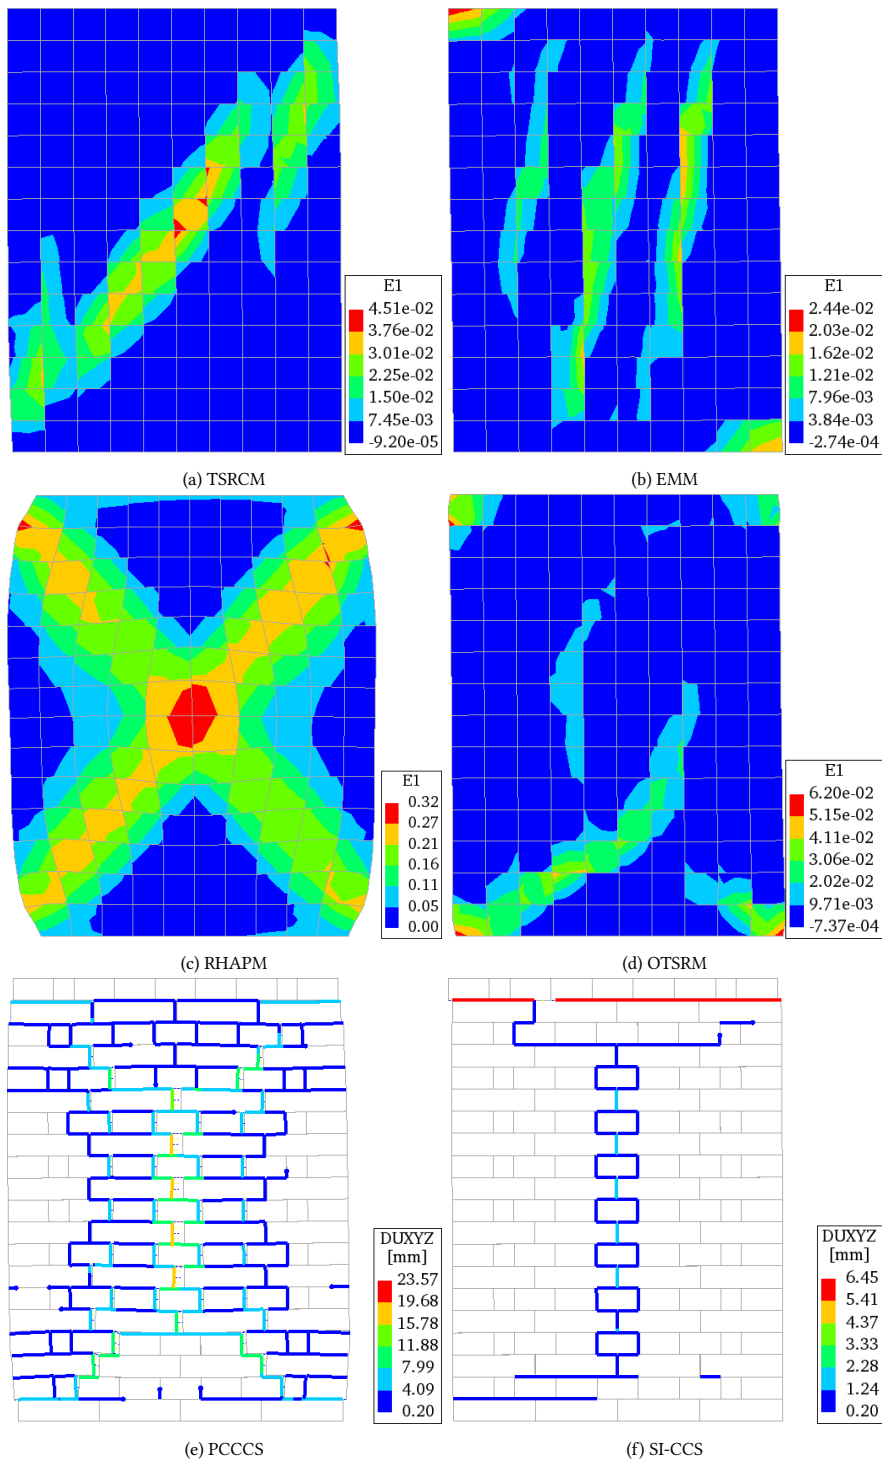 E1
4.51e-02
3.76e-02
3.01e-02
2.25e-02
1.50e-02
7.45e-03
-9.20e-05
(a) TSRCM
E1
2.44e-02
2.03e-02
1.62e-02
1.21e-02
7.96e-03
3.84e-03
-2.74e-04
(b) EMM
E1
0.32
0.27
0.21
0.16
0.11
0.05
0.00
(c) RHAPM
E1
6.20e-02
5.15e-02
4.11e-02
3.06e-02
2.02e-02
9.71e-03
-7.37e-04
(d) OTSRM
DUXYZ
[mm]
23.57
19.68
15.78
11.88
7.99
4.09
0.20
(e) PCCCS
DUXYZ
[mm]
6.45
5.41
4.37
3.33
2.28
1.24
0.20
(f) SI-CCS